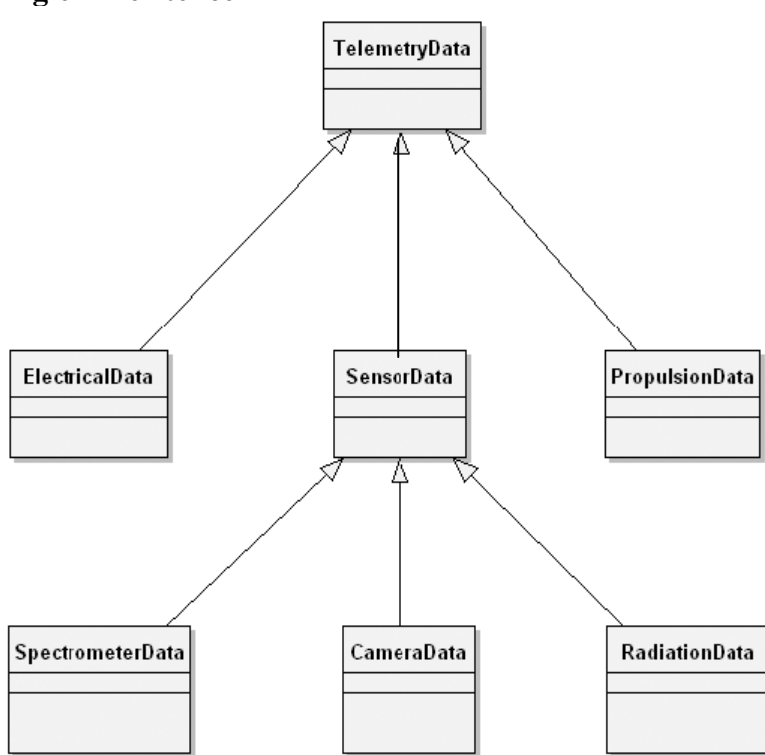 TelemetryData
ElectricalData
SensorData
PropulsionData
SpectrometerData
CameraData
RadiationData